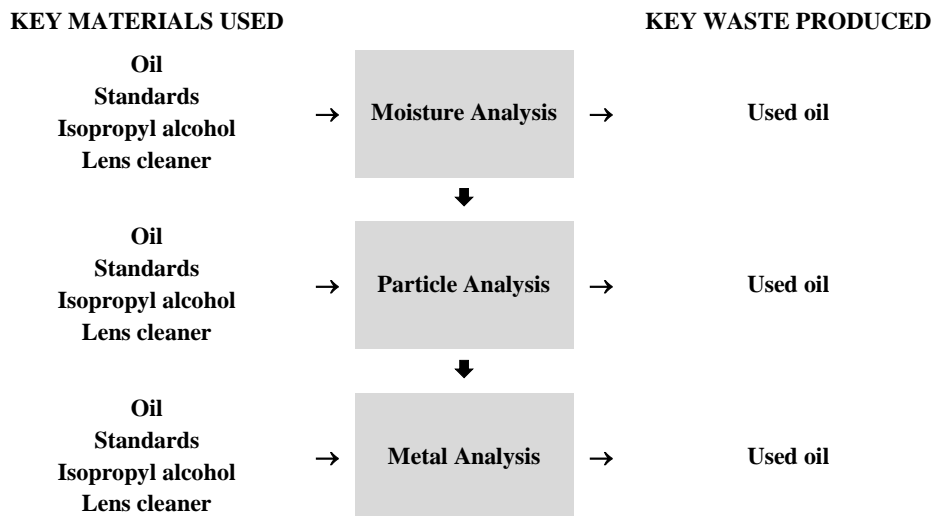 KEY MATERIALS USED
KEY WASTE PRODUCED
Oil
Standards
Isopropyl alcohol
Lens cleaner
→ Moisture Analysis →
Used oil
Oil
Standards
Isopropyl alcohol
Lens cleaner
→ Particle Analysis →
Used oil
Oil
Standards
Isopropyl alcohol
Lens cleaner
→ Metal Analysis →
Used oil